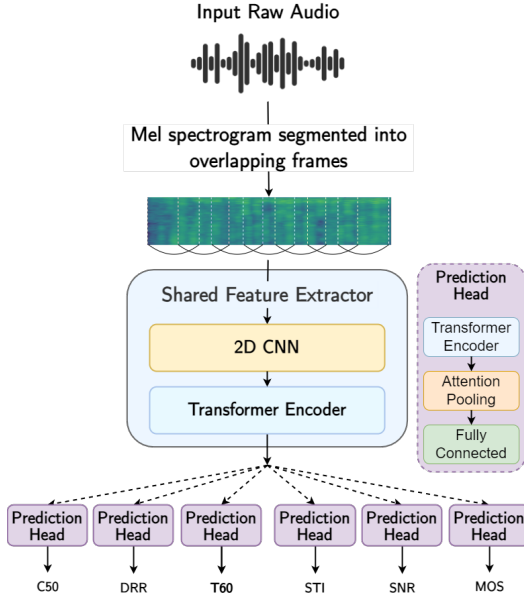 Input Raw Audio
Mel spectrogram segmented into
overlapping frames
Shared Feature Extractor
2D CNN
Transformer Encoder
Prediction
Head
Transformer
Encoder
Attention
Pooling
Fully
Connected
Prediction
Head
Prediction
Head
Prediction
Head
Prediction
Head
Prediction
Head
Prediction
Head
C50
DRR
T60
STI
SNR
MOS